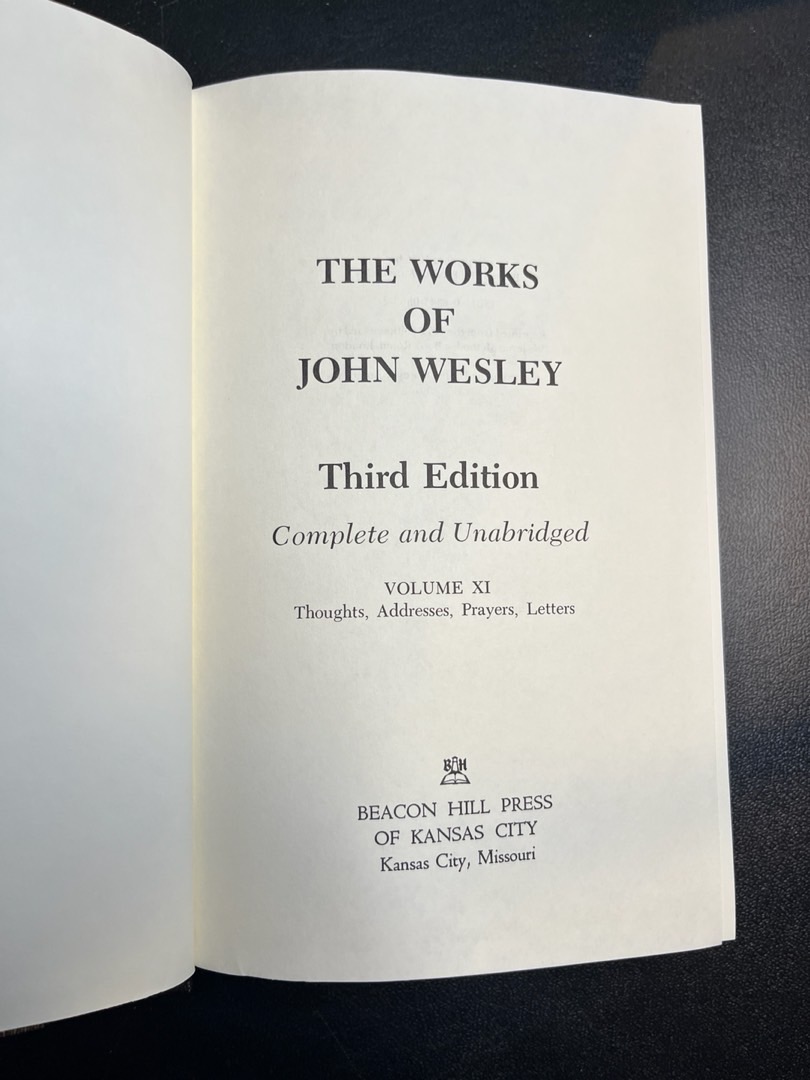 THE WORKS
OF
JOHN WESLEY
Third Edition
Complete and Unabridged
VOLUME XI
Thoughts, Addresses, Prayers, Letters
BH
BEACON HILL PRESS
OF KANSAS CITY
Kansas City, Missouri